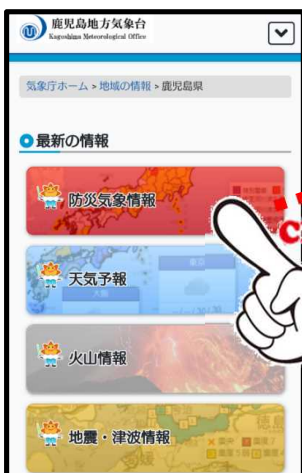 鹿児島地方気象台
Kagoshima Meteorological Office
気象庁ホーム > 地域の情報 > 鹿児島県
最新の情報
防災気象情報
天気予報
火山情報
地震・津波情報